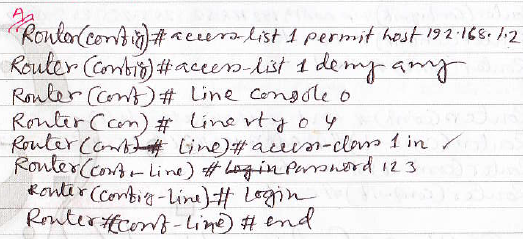 A
Router(config)# access-list 1 permit host 192.168.1.2
Router (config)# access-list 1 deny any
Router (conf)# Line console 0
Router (con) # line vty 0 4
Router(conf-line)# access-class 1 in ✓
Router(conf-Line) # Password 123
Router(config-line)# Login
Router (conf-Line) # end